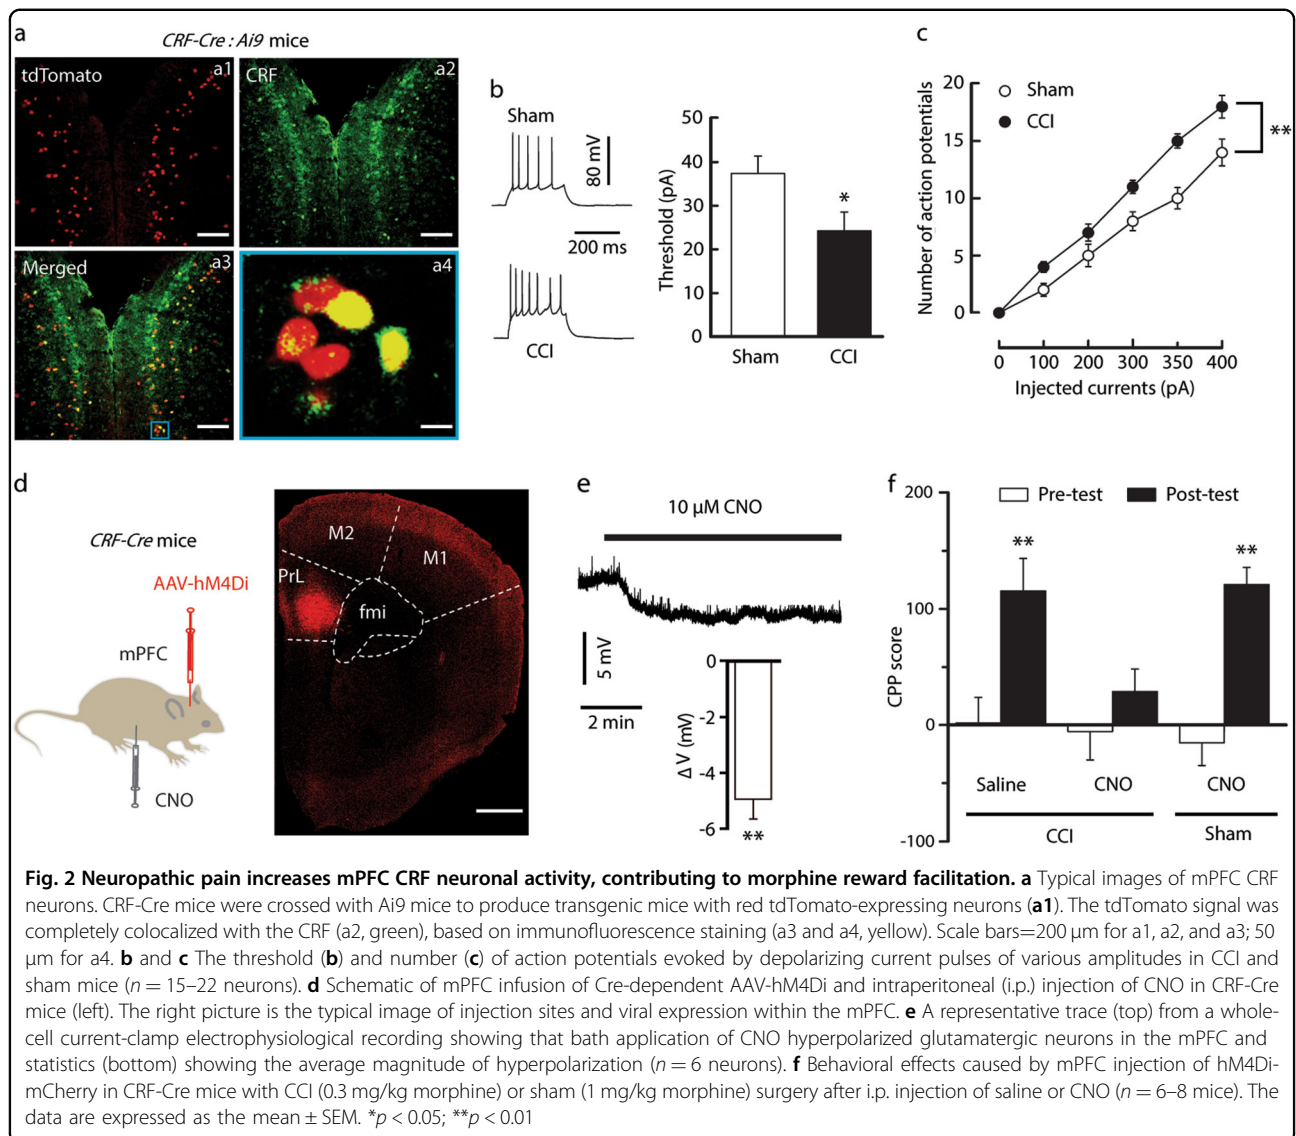 a
CRF-Cre : Ai9 mice
tdTomato
a1
CRF
a2
Merged
a3
a4
b
Sham
80 mV
200 ms
CCI
Threshold (pA)
50
40
30
20
10
0
*
Sham
CCI
c
Number of action potentials
20
15
10
5
0
Sham
CCI
**
0
100
200
300
350
400
Injected currents (pA)
d
CRF-Cre mice
AAV-hM4Di
mPFC
CNO
M2
M1
PrL
fmi
e
10 µM CNO
5 mV
2 min
Δ V (mV)
0
-2
-4
-6
**
f
CPP score
200
100
0
-100
Pre-test
Post-test
**
**
Saline
CNO
CNO
CCI
Sham
Fig. 2 Neuropathic pain increases mPFC CRF neuronal activity, contributing to morphine reward facilitation. a Typical images of mPFC CRF
neurons. CRF-Cre mice were crossed with Ai9 mice to produce transgenic mice with red tdTomato-expressing neurons (a1). The tdTomato signal was
completely colocalized with the CRF (a2, green), based on immunofluorescence staining (a3 and a4, yellow). Scale bars=200 µm for a1, a2, and a3; 50
µm for a4. b and c The threshold (b) and number (c) of action potentials evoked by depolarizing current pulses of various amplitudes in CCI and
sham mice (n = 15–22 neurons). d Schematic of mPFC infusion of Cre-dependent AAV-hM4Di and intraperitoneal (i.p.) injection of CNO in CRF-Cre
mice (left). The right picture is the typical image of injection sites and viral expression within the mPFC. e A representative trace (top) from a whole-
cell current-clamp electrophysiological recording showing that bath application of CNO hyperpolarized glutamatergic neurons in the mPFC and
statistics (bottom) showing the average magnitude of hyperpolarization (n = 6 neurons). f Behavioral effects caused by mPFC injection of hM4Di-
mCherry in CRF-Cre mice with CCI (0.3 mg/kg morphine) or sham (1 mg/kg morphine) surgery after i.p. injection of saline or CNO (n = 6–8 mice). The
data are expressed as the mean ± SEM. *p < 0.05; **p < 0.01